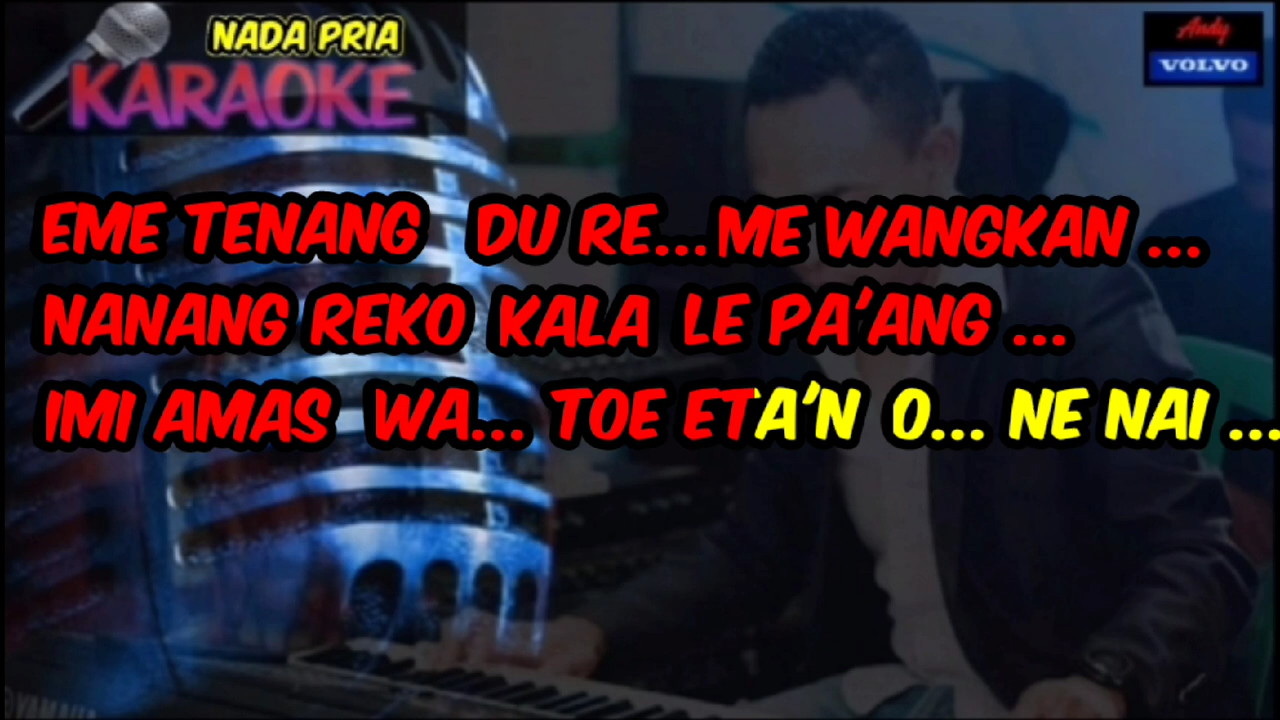 NADA PRIA
KARAOKE
Andy
VOLVO
EME TENANG DU RE... ME WANGKAN ...
NANANG REKO KALA LE PA'ANG ...
IMI AMAS WA... TOE ETA'N O... NE NAI ...
YAMAHA